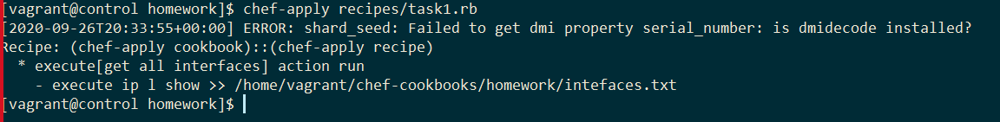 [vagrant@control homework]$ chef-apply recipes/task1.rb
[2020-09-26T20:33:55+00:00] ERROR: shard_seed: Failed to get dmi property serial_number: is dmidecode installed?
Recipe: (chef-apply cookbook)::(chef-apply recipe)
  * execute[get all interfaces] action run
    - execute ip l show >> /home/vagrant/chef-cookbooks/homework/intefaces.txt
[vagrant@control homework]$